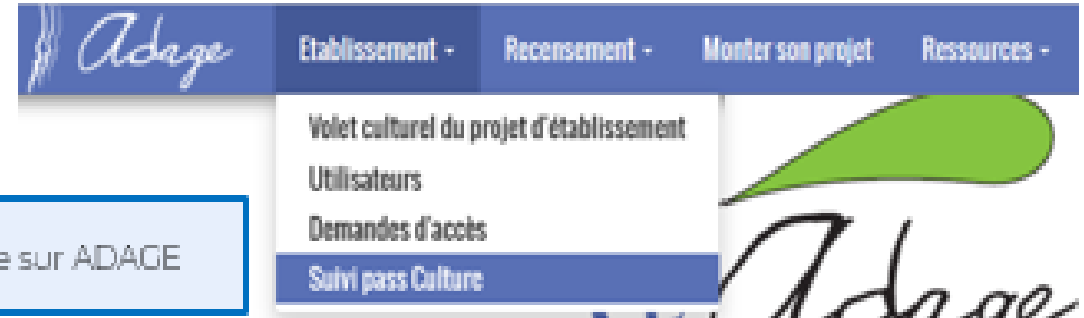 Adage Etablissement - Recensement - Monter son projet Ressources -
Volet culturel du projet d'établissement
Utilisateurs
Demandes d'accès
Suivi pass Culture
e sur ADAGE
Adage